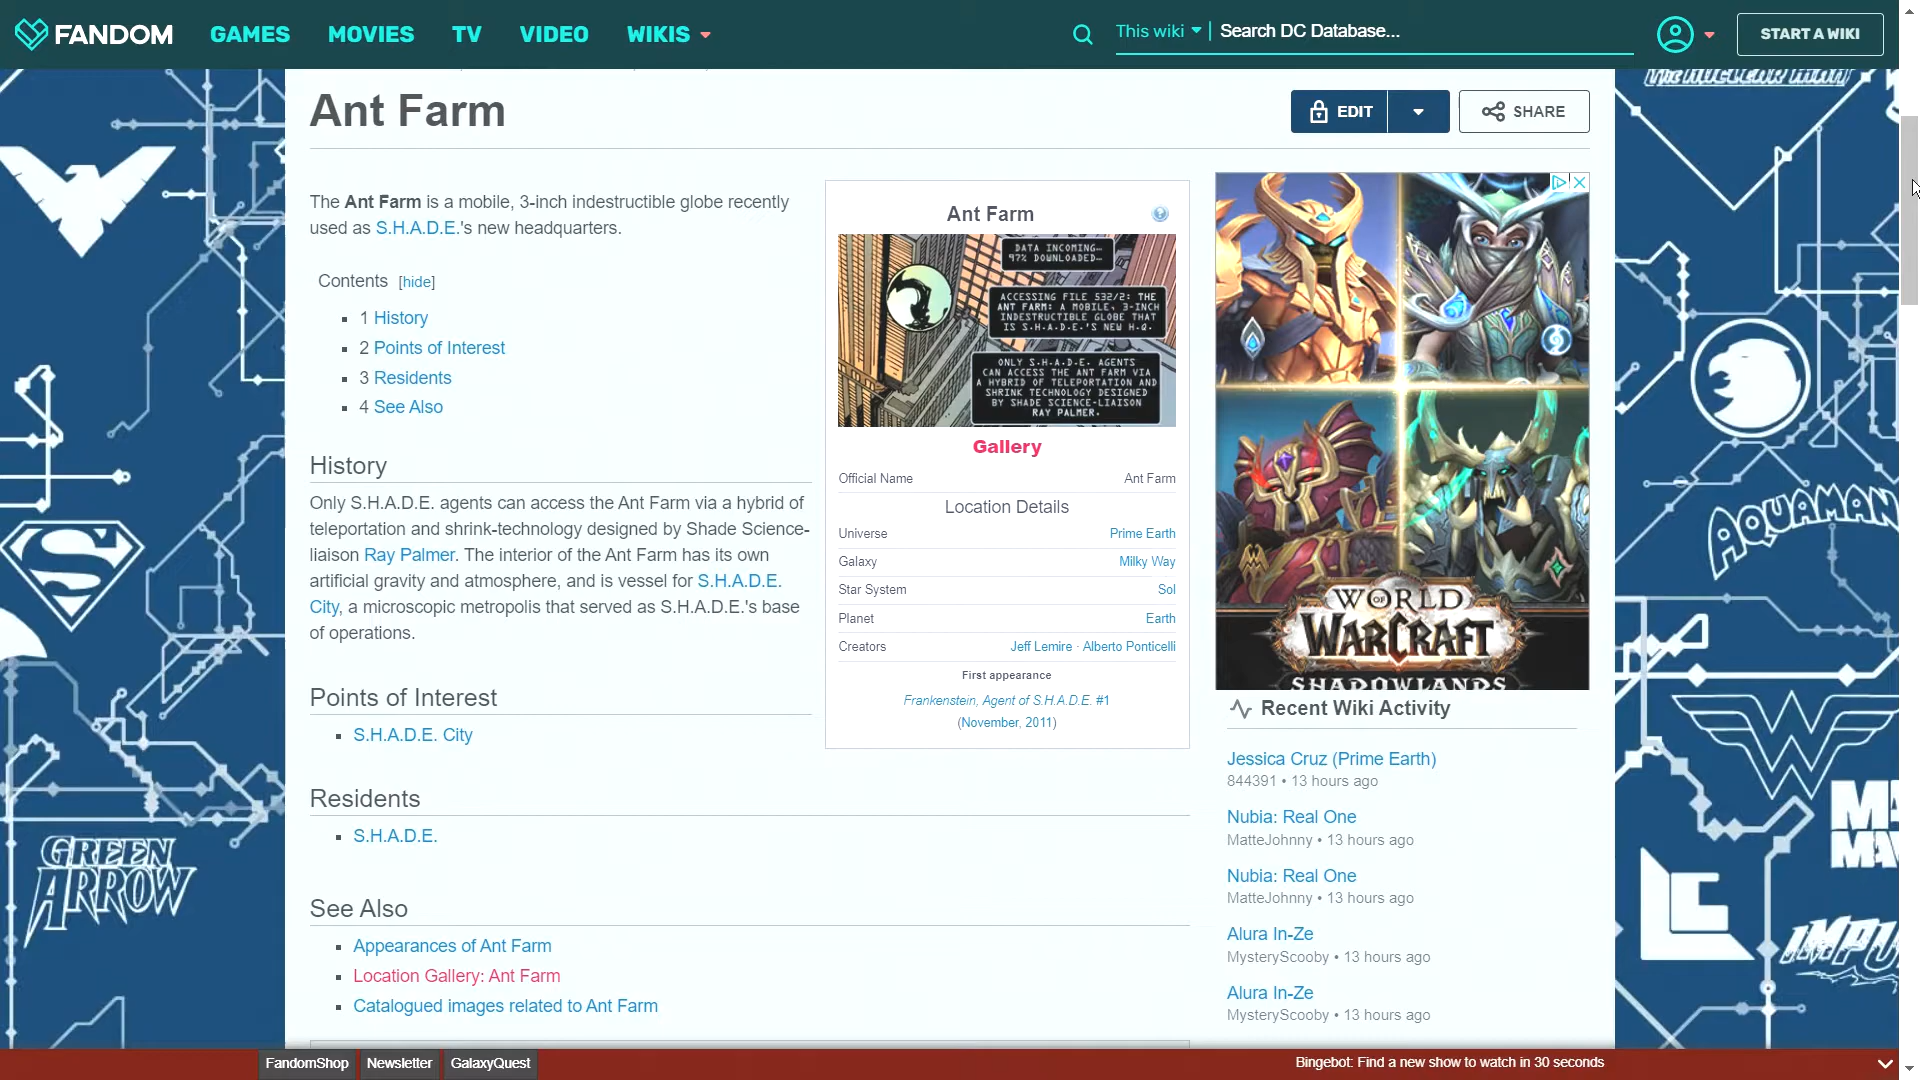 FANDOM
GAMES
MOVIES
TV
VIDEO
WIKIS
This wiki
Search DC Database...
START A WIKI
Ant Farm
EDIT
SHARE
The Ant Farm is a mobile, 3-inch indestructible globe recently
used as S.H.A.D.E.'s new headquarters.
Contents [hide]
1 History
2 Points of Interest
3 Residents
4 See Also
History
Only S.H.A.D.E. agents can access the Ant Farm via a hybrid of
teleportation and shrink-technology designed by Shade Science-
liaison Ray Palmer. The interior of the Ant Farm has its own
artificial gravity and atmosphere, and is vessel for S.H.A.D.E.
City, a microscopic metropolis that served as S.H.A.D.E.'s base
of operations.
Points of Interest
S.H.A.D.E. City
Residents
S.H.A.D.E.
See Also
Appearances of Ant Farm
Location Gallery: Ant Farm
Catalogued images related to Ant Farm
Ant Farm
DATA INCOMING--
97% DOWNLOADED--
ACCESSING FILE 532/2: THE
ANT FARM: A MOBILE, 3-INCH
INDESTRUCTIBLE GLOBE THAT
IS S.H.A.D.E.'S NEW H.Q.
ONLY S.H.A.D.E. AGENTS
CAN ACCESS THE ANT FARM VIA
A HYBRID OF TELEPORTATION AND
SHRINK TECHNOLOGY DESIGNED
BY SHADE SCIENCE-LIAISON
RAY PALMER.
Gallery
Official Name Ant Farm
Location Details
Universe Prime Earth
Galaxy Milky Way
Star System Sol
Planet Earth
Creators Jeff Lemire · Alberto Ponticelli
First appearance
Frankenstein, Agent of S.H.A.D.E. #1
(November, 2011)
WORLD
OF
WARCRAFT
SHADOWLANDS
Recent Wiki Activity
Jessica Cruz (Prime Earth)
844391 • 13 hours ago
Nubia: Real One
MatteJohnny • 13 hours ago
Nubia: Real One
MatteJohnny • 13 hours ago
Alura In-Ze
MysteryScooby • 13 hours ago
Alura In-Ze
MysteryScooby • 13 hours ago
GREEN
ARROW
AQUAMAN
FandomShop
Newsletter
GalaxyQuest
Bingebot: Find a new show to watch in 30 seconds